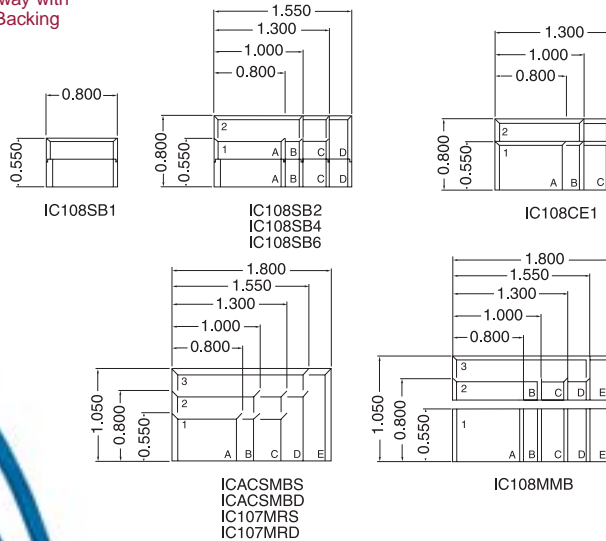 way with
Backing
1.550
1.300
1.000
0.800
0.800
0.550
IC108SB1
0.800
0.550
2
1
A B C D
A B C D
IC108SB2
IC108SB4
IC108SB6
1.300
1.000
0.800
0.800
0.550
2
1
A B C
IC108CE1
1.800
1.550
1.300
1.000
0.800
1.050
0.800
0.550
3
2
1
A B C D E
ICACSMBS
ICACSMBD
IC107MRS
IC107MRD
1.800
1.550
1.300
1.000
0.800
1.050
0.800
0.550
3
2
B C D E
1
A B C D E
IC108MMB